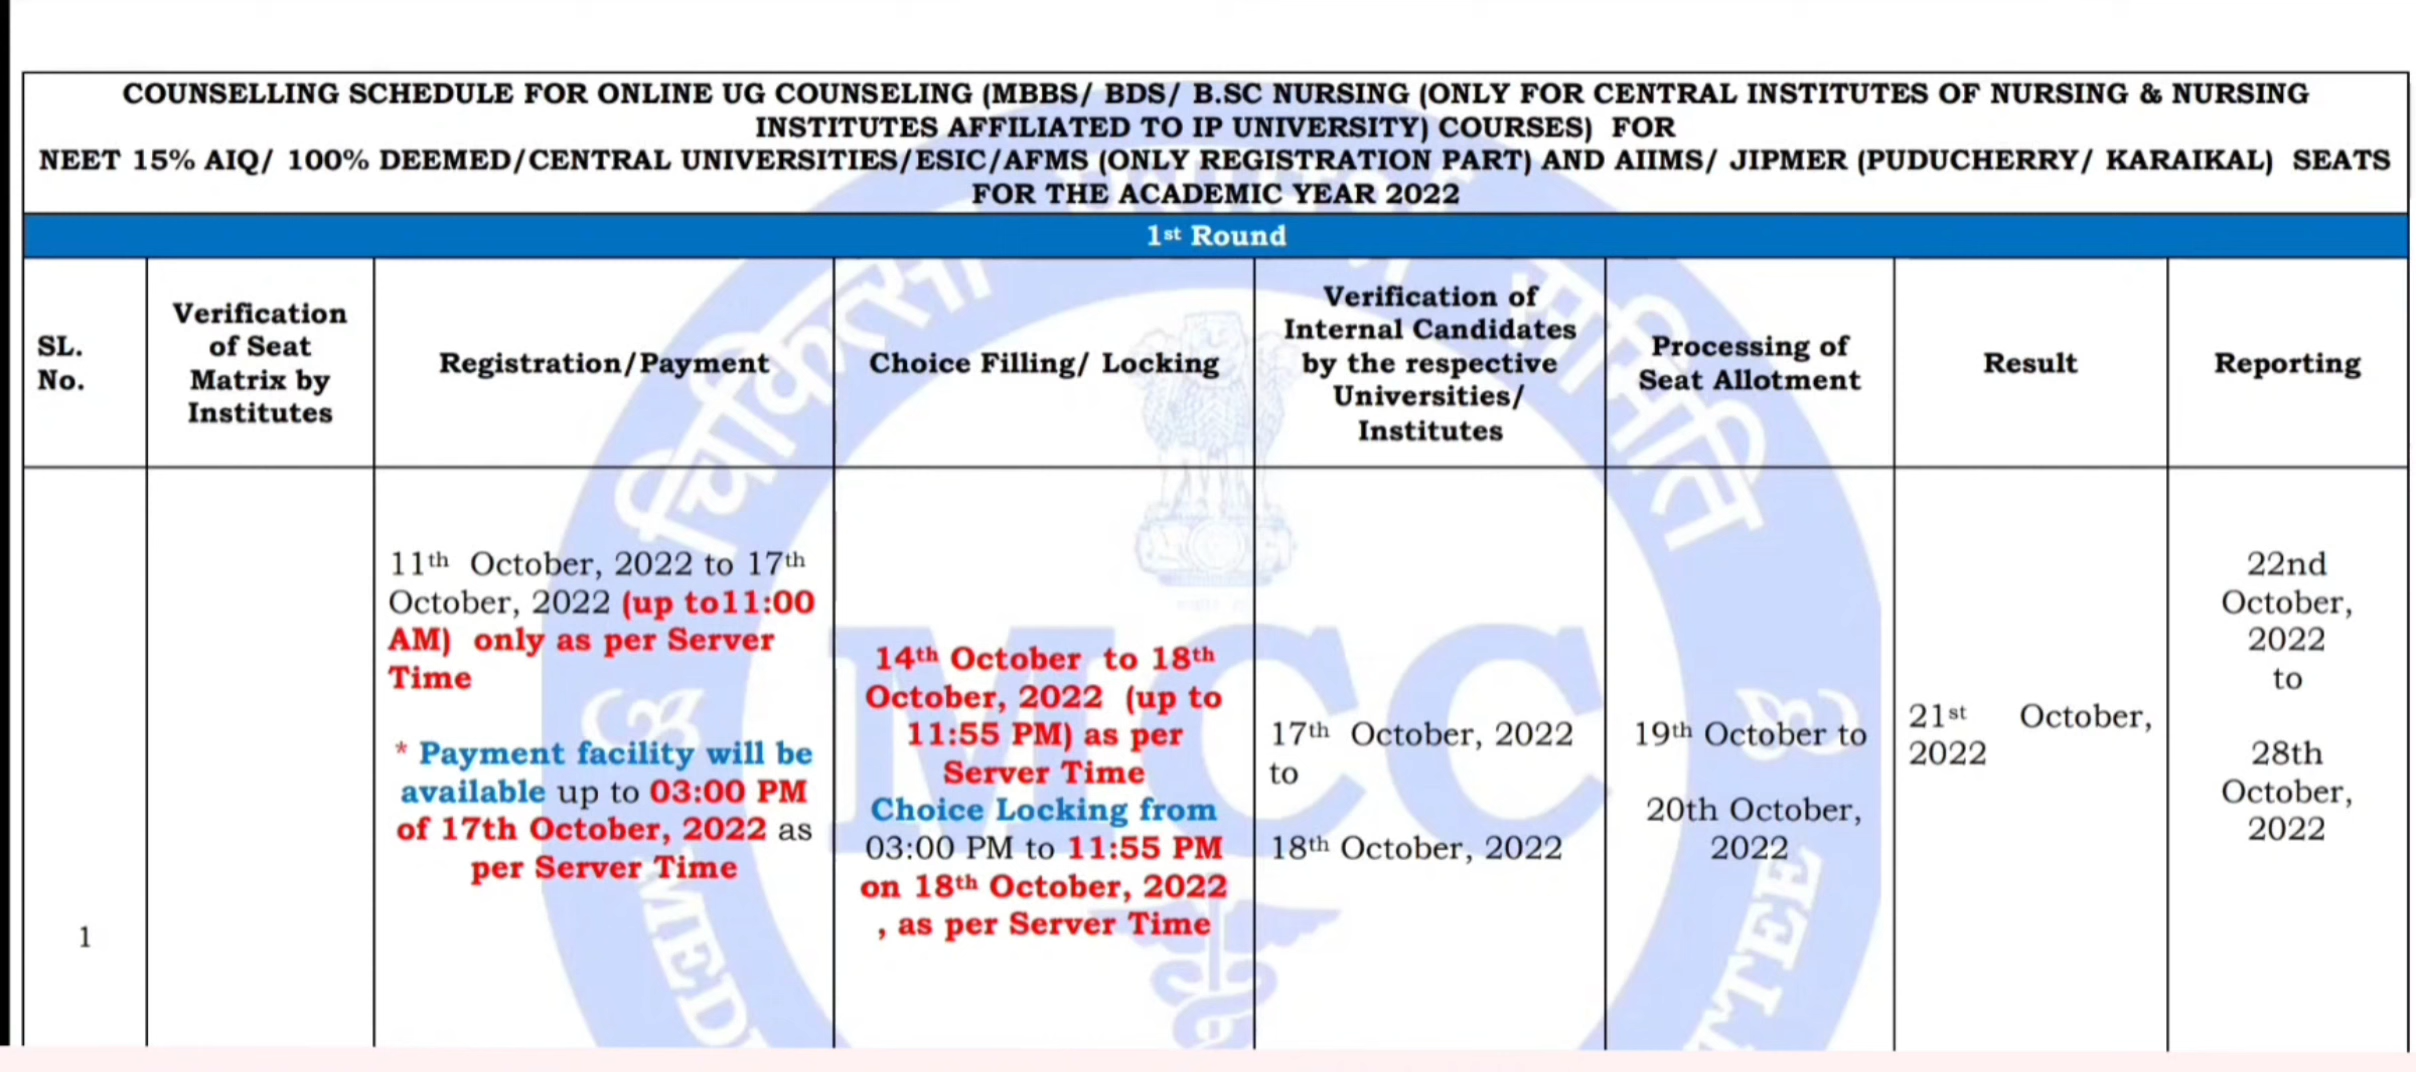 COUNSELLING SCHEDULE FOR ONLINE UG COUNSELING (MBBS/ BDS/ B.SC NURSING (ONLY FOR CENTRAL INSTITUTES OF NURSING & NURSING
INSTITUTES AFFILIATED TO IP UNIVERSITY) COURSES) FOR
NEET 15% AIQ/ 100% DEEMED/CENTRAL UNIVERSITIES/ESIC/AFMS (ONLY REGISTRATION PART) AND AIIMS/ JIPMER (PUDUCHERRY/ KARAIKAL) SEATS
FOR THE ACADEMIC YEAR 2022
1st Round
SL.
No.
Verification
of Seat
Matrix by
Institutes
Registration/Payment
Choice Filling/ Locking
Verification of
Internal Candidates
by the respective
Universities/
Institutes
Processing of
Seat Allotment
Result
Reporting
1
11th October, 2022 to 17th
October, 2022 (up to11:00
AM) only as per Server
Time
* Payment facility will be
available up to 03:00 PM
of 17th October, 2022 as
per Server Time
14th October to 18th
October, 2022 (up to
11:55 PM) as per
Server Time
Choice Locking from
03:00 PM to 11:55 PM
on 18th October, 2022
, as per Server Time
17th October, 2022
to
18th October, 2022
19th October to
20th October,
2022
21st October,
2022
22nd
October,
2022
to
28th
October,
2022
चिकित्सा
समिति
MCC
MED
TTEE